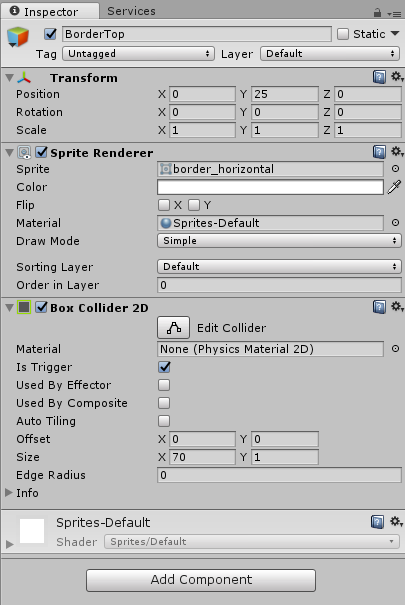 Inspector Services
BorderTop Static
Tag Untagged Layer Default
Transform
Position X 0 Y 25 Z 0
Rotation X 0 Y 0 Z 0
Scale X 1 Y 1 Z 1
Sprite Renderer
Sprite border_horizontal
Color
Flip X Y
Material Sprites-Default
Draw Mode Simple
Sorting Layer Default
Order in Layer 0
Box Collider 2D
Edit Collider
Material None (Physics Material 2D)
Is Trigger
Used By Effector
Used By Composite
Auto Tiling
Offset X 0 Y 0
Size X 70 Y 1
Edge Radius 0
Info
Sprites-Default
Shader Sprites/Default
Add Component